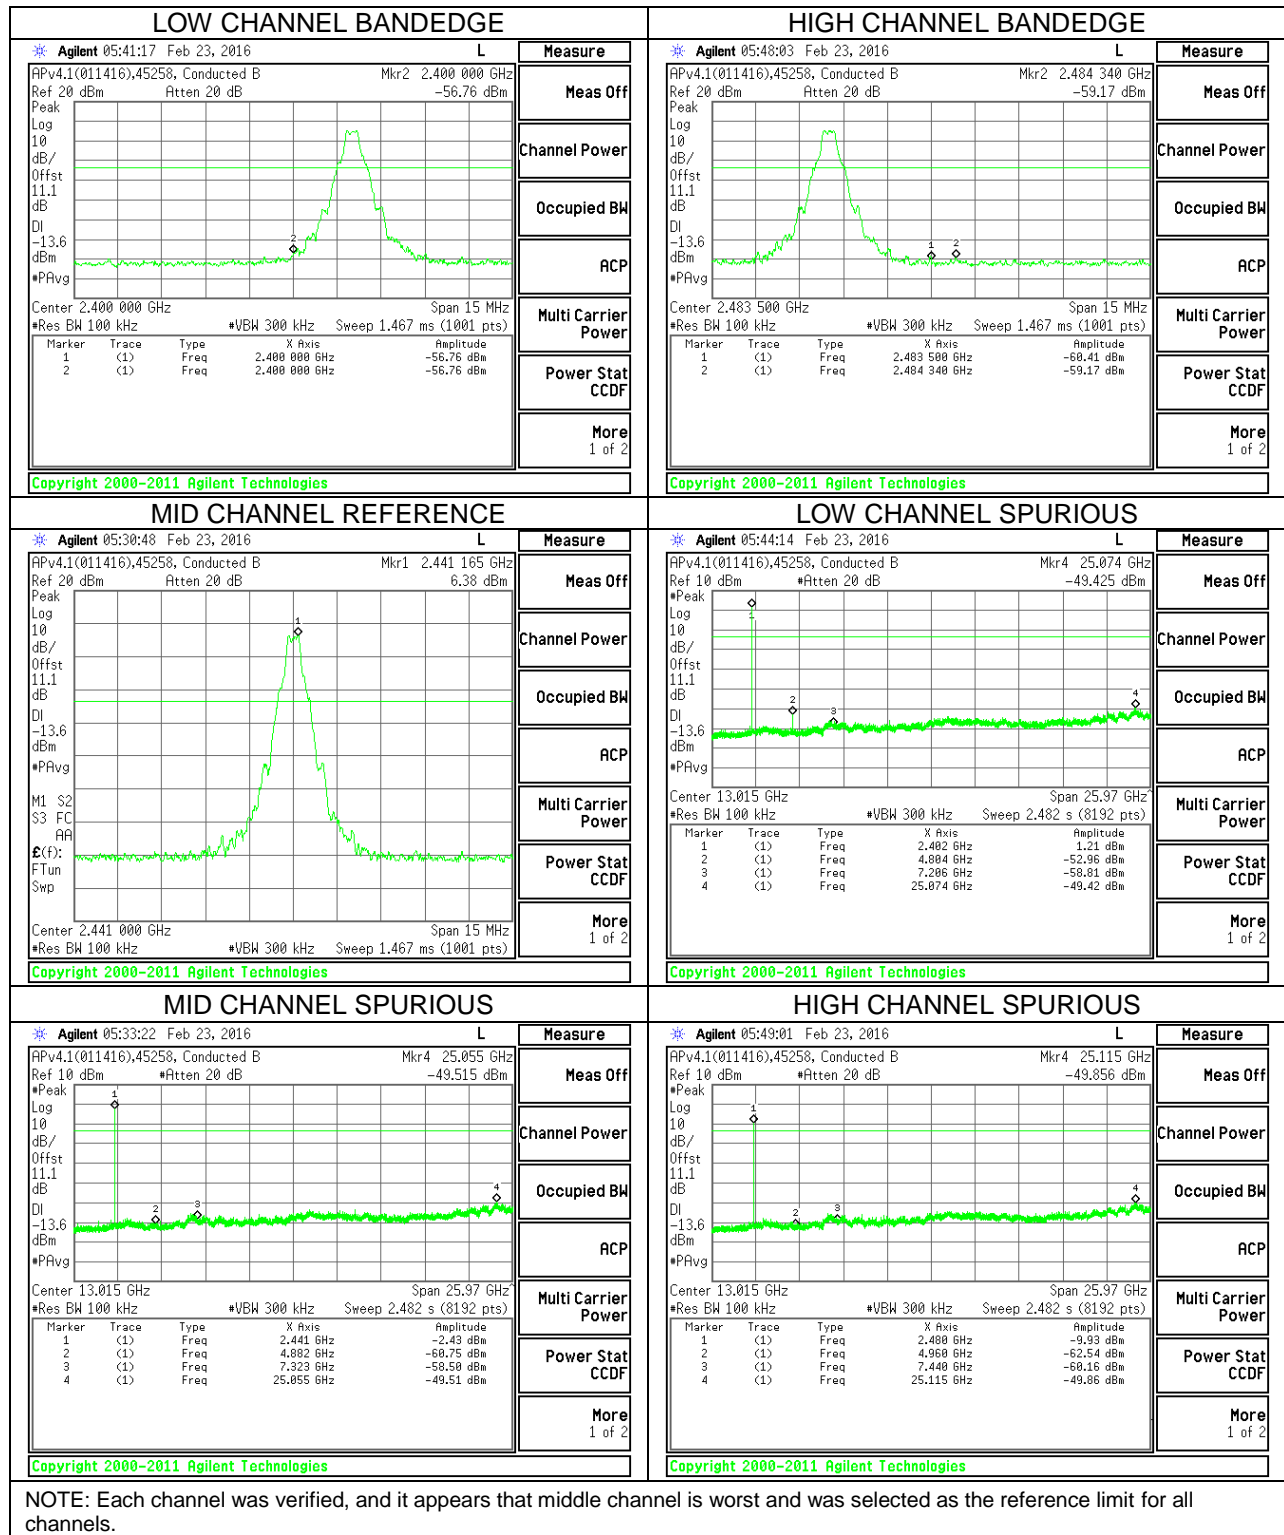 LOW CHANNEL BANDEDGE
Agilent 05:41:17 Feb 23, 2016 L Measure
APv4.1(011416),45258, Conducted B Mkr2 2.400 000 GHz
Ref 20 dBm Atten 20 dB -56.76 dBm
Peak
Log
10
dB/
Offst
11.1
dB
DI
-13.6
dBm
#PAvg
2
Center 2.400 000 GHz Span 15 MHz
#Res BW 100 kHz #VBW 300 kHz Sweep 1.467 ms (1001 pts)
Marker Trace Type X Axis Amplitude
1 (1) Freq 2.400 000 GHz -56.76 dBm
2 (1) Freq 2.400 000 GHz -56.76 dBm
Meas Off
Channel Power
Occupied BW
ACP
Multi Carrier
Power
Power Stat
CCDF
More
1 of 2
Copyright 2000-2011 Agilent Technologies
HIGH CHANNEL BANDEDGE
Agilent 05:48:03 Feb 23, 2016 L Measure
APv4.1(011416),45258, Conducted B Mkr2 2.484 340 GHz
Ref 20 dBm Atten 20 dB -59.17 dBm
Peak
Log
10
dB/
Offst
11.1
dB
DI
-13.6
dBm
#PAvg
1 2
Center 2.483 500 GHz Span 15 MHz
#Res BW 100 kHz #VBW 300 kHz Sweep 1.467 ms (1001 pts)
Marker Trace Type X Axis Amplitude
1 (1) Freq 2.483 500 GHz -60.41 dBm
2 (1) Freq 2.484 340 GHz -59.17 dBm
Meas Off
Channel Power
Occupied BW
ACP
Multi Carrier
Power
Power Stat
CCDF
More
1 of 2
Copyright 2000-2011 Agilent Technologies
MID CHANNEL REFERENCE
Agilent 05:30:48 Feb 23, 2016 L Measure
APv4.1(011416),45258, Conducted B Mkr1 2.441 165 GHz
Ref 20 dBm Atten 20 dB 6.38 dBm
Peak
Log
10
dB/
Offst
11.1
dB
DI
-13.6
dBm
#PAvg
M1 S2
S3 FC
AA
£(f):
FTun
Swp
1
Center 2.441 000 GHz Span 15 MHz
#Res BW 100 kHz #VBW 300 kHz Sweep 1.467 ms (1001 pts)
Meas Off
Channel Power
Occupied BW
ACP
Multi Carrier
Power
Power Stat
CCDF
More
1 of 2
Copyright 2000-2011 Agilent Technologies
LOW CHANNEL SPURIOUS
Agilent 05:44:14 Feb 23, 2016 L Measure
APv4.1(011416),45258, Conducted B Mkr4 25.074 GHz
Ref 10 dBm #Atten 20 dB -49.425 dBm
#Peak
Log
10
dB/
Offst
11.1
dB
DI
-13.6
dBm
#PAvg
1 2 3 4
Center 13.015 GHz Span 25.97 GHz^
#Res BW 100 kHz #VBW 300 kHz Sweep 2.482 s (8192 pts)
Marker Trace Type X Axis Amplitude
1 (1) Freq 2.402 GHz 1.21 dBm
2 (1) Freq 4.804 GHz -52.96 dBm
3 (1) Freq 7.206 GHz -58.81 dBm
4 (1) Freq 25.074 GHz -49.42 dBm
Meas Off
Channel Power
Occupied BW
ACP
Multi Carrier
Power
Power Stat
CCDF
More
1 of 2
Copyright 2000-2011 Agilent Technologies
MID CHANNEL SPURIOUS
Agilent 05:33:22 Feb 23, 2016 L Measure
APv4.1(011416),45258, Conducted B Mkr4 25.055 GHz
Ref 10 dBm #Atten 20 dB -49.515 dBm
#Peak
Log
10
dB/
Offst
11.1
dB
DI
-13.6
dBm
#PAvg
1 2 3 4
Center 13.015 GHz Span 25.97 GHz^
#Res BW 100 kHz #VBW 300 kHz Sweep 2.482 s (8192 pts)
Marker Trace Type X Axis Amplitude
1 (1) Freq 2.441 GHz -2.43 dBm
2 (1) Freq 4.882 GHz -60.75 dBm
3 (1) Freq 7.323 GHz -58.50 dBm
4 (1) Freq 25.055 GHz -49.51 dBm
Meas Off
Channel Power
Occupied BW
ACP
Multi Carrier
Power
Power Stat
CCDF
More
1 of 2
Copyright 2000-2011 Agilent Technologies
HIGH CHANNEL SPURIOUS
Agilent 05:49:01 Feb 23, 2016 L Measure
APv4.1(011416),45258, Conducted B Mkr4 25.115 GHz
Ref 10 dBm #Atten 20 dB -49.856 dBm
#Peak
Log
10
dB/
Offst
11.1
dB
DI
-13.6
dBm
#PAvg
1 2 3 4
Center 13.015 GHz Span 25.97 GHz^
#Res BW 100 kHz #VBW 300 kHz Sweep 2.482 s (8192 pts)
Marker Trace Type X Axis Amplitude
1 (1) Freq 2.480 GHz -9.93 dBm
2 (1) Freq 4.960 GHz -62.54 dBm
3 (1) Freq 7.440 GHz -60.16 dBm
4 (1) Freq 25.115 GHz -49.86 dBm
Meas Off
Channel Power
Occupied BW
ACP
Multi Carrier
Power
Power Stat
CCDF
More
1 of 2
Copyright 2000-2011 Agilent Technologies
NOTE: Each channel was verified, and it appears that middle channel is worst and was selected as the reference limit for all
channels.